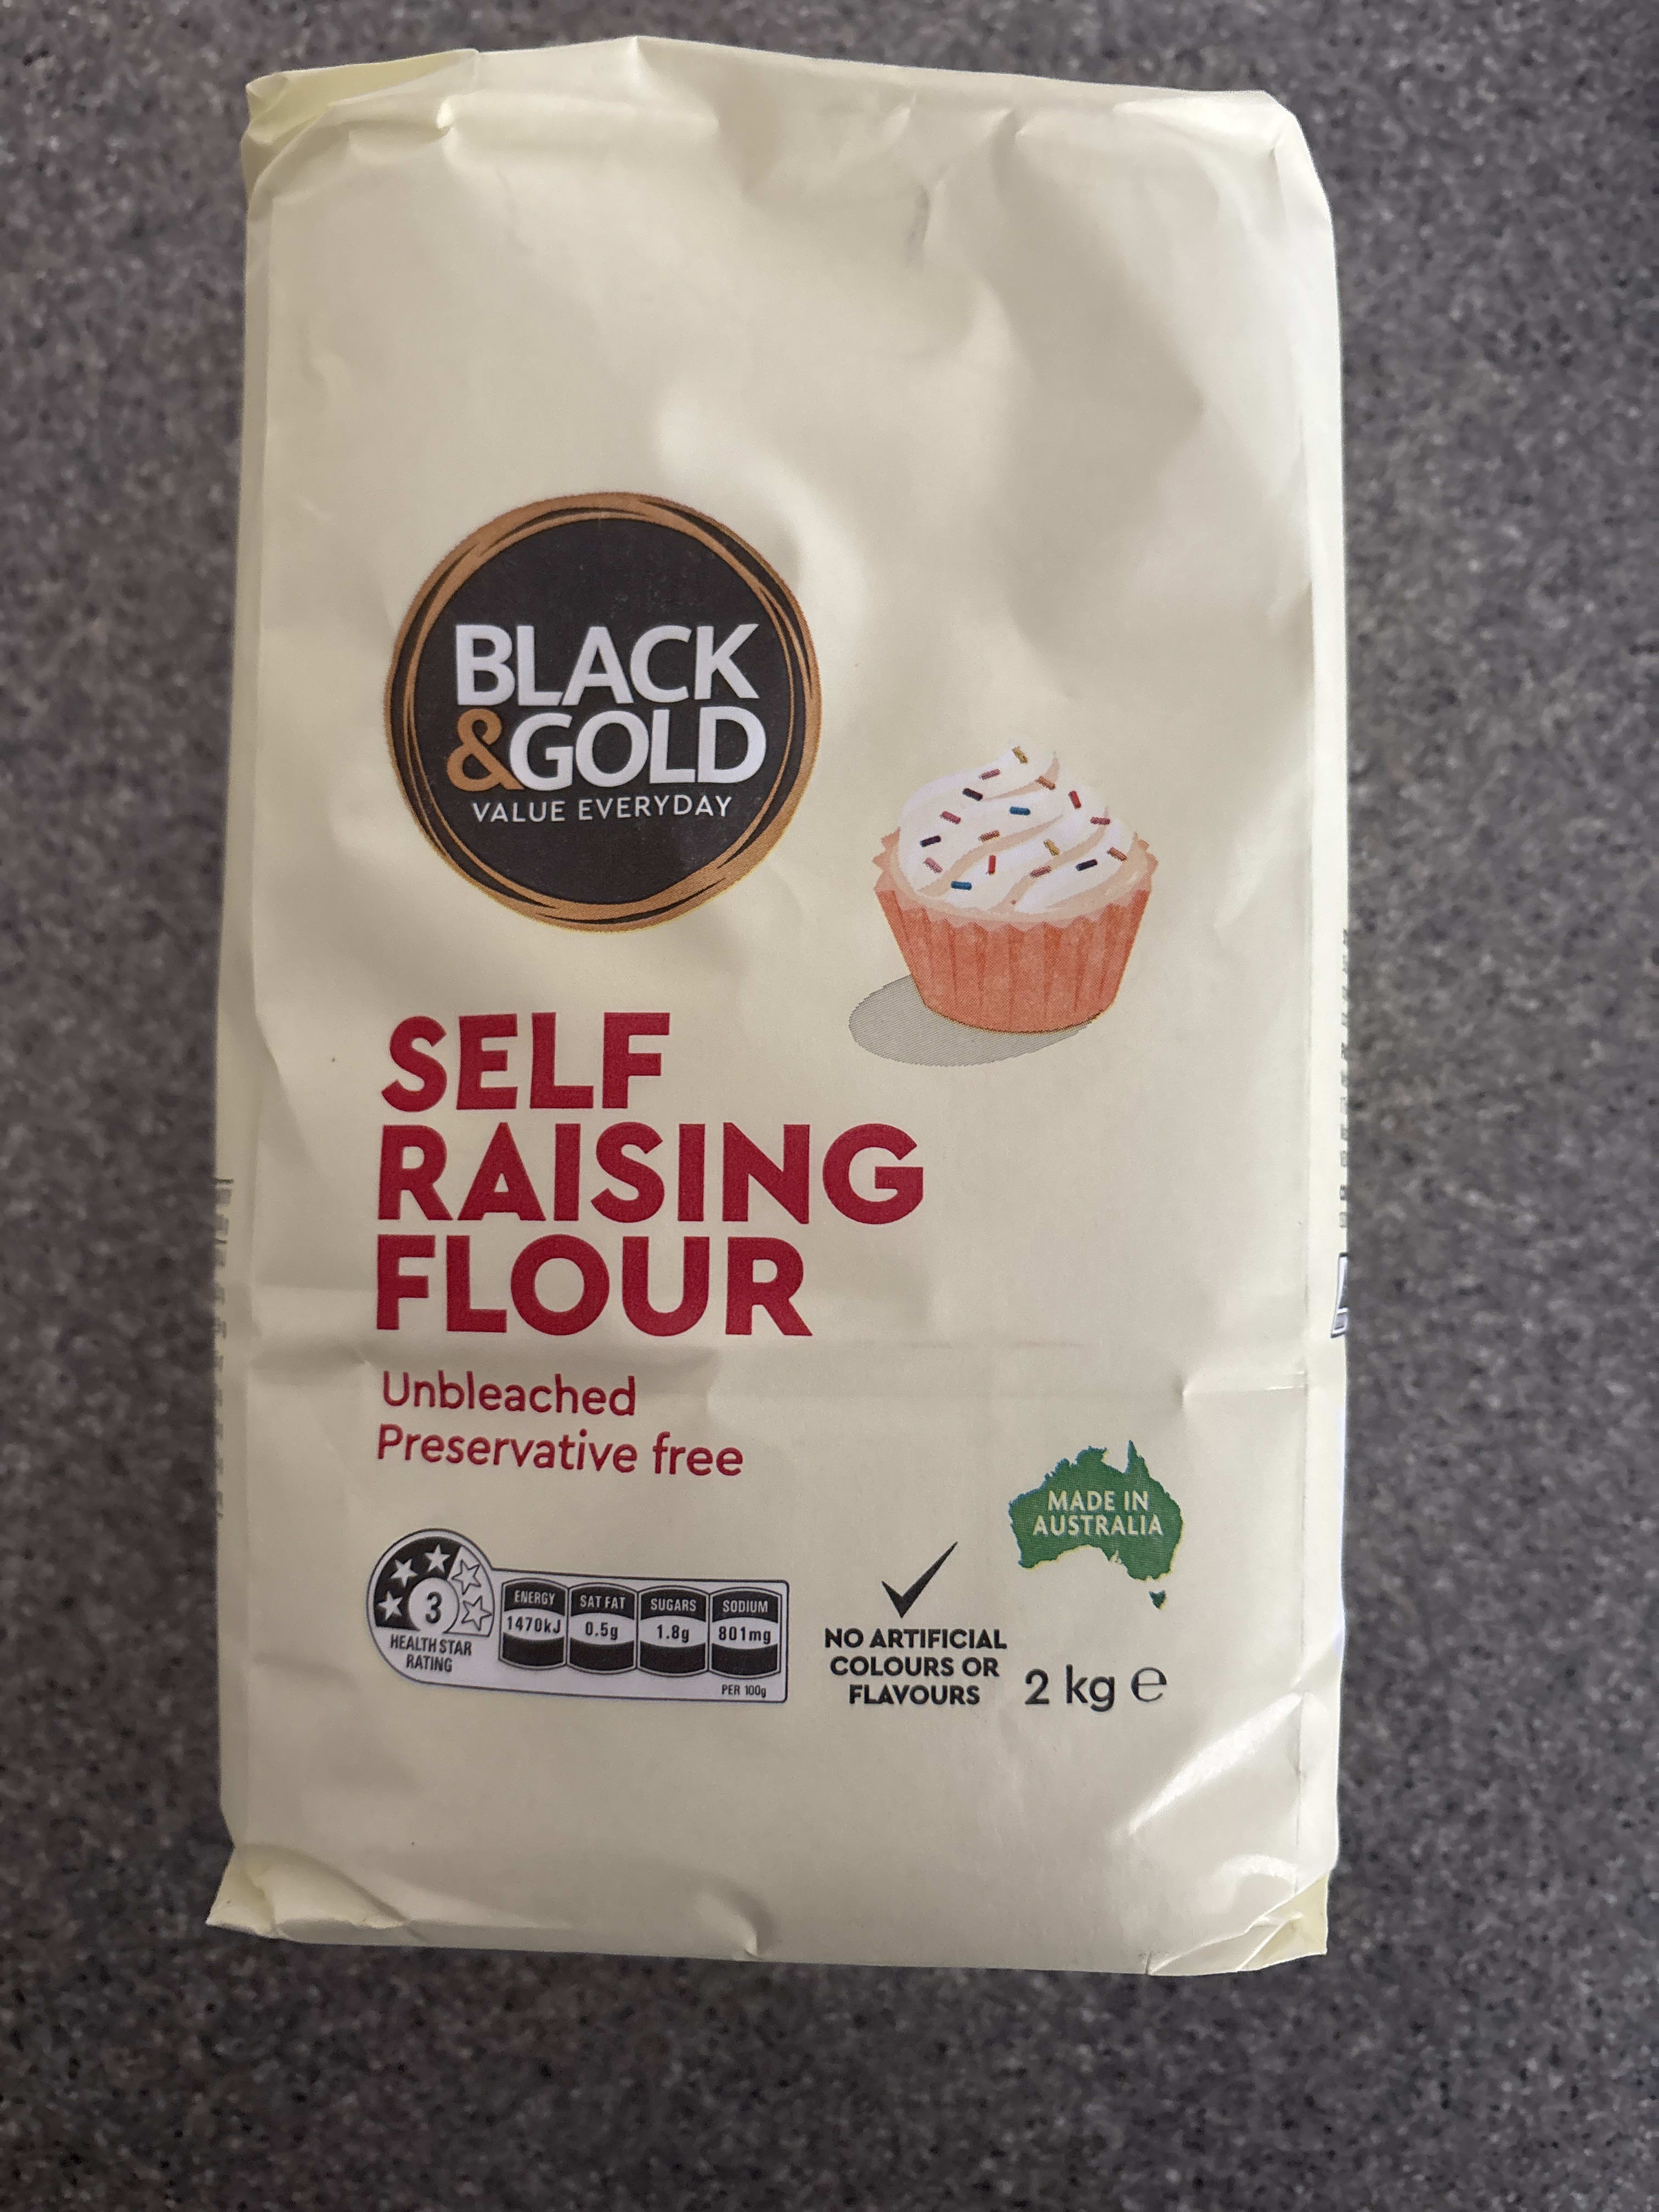 BLACK
&GOLD
VALUE EVERYDAY
SELF
RAISING
FLOUR
Unbleached
Preservative free
MADE IN
AUSTRALIA
3
HEALTH STAR
RATING
ENERGY
1470kJ
SAT FAT
0.5g
SUGARS
1.8g
SODIUM
801mg
PER 100g
NO ARTIFICIAL
COLOURS OR
FLAVOURS
2 kg ℮